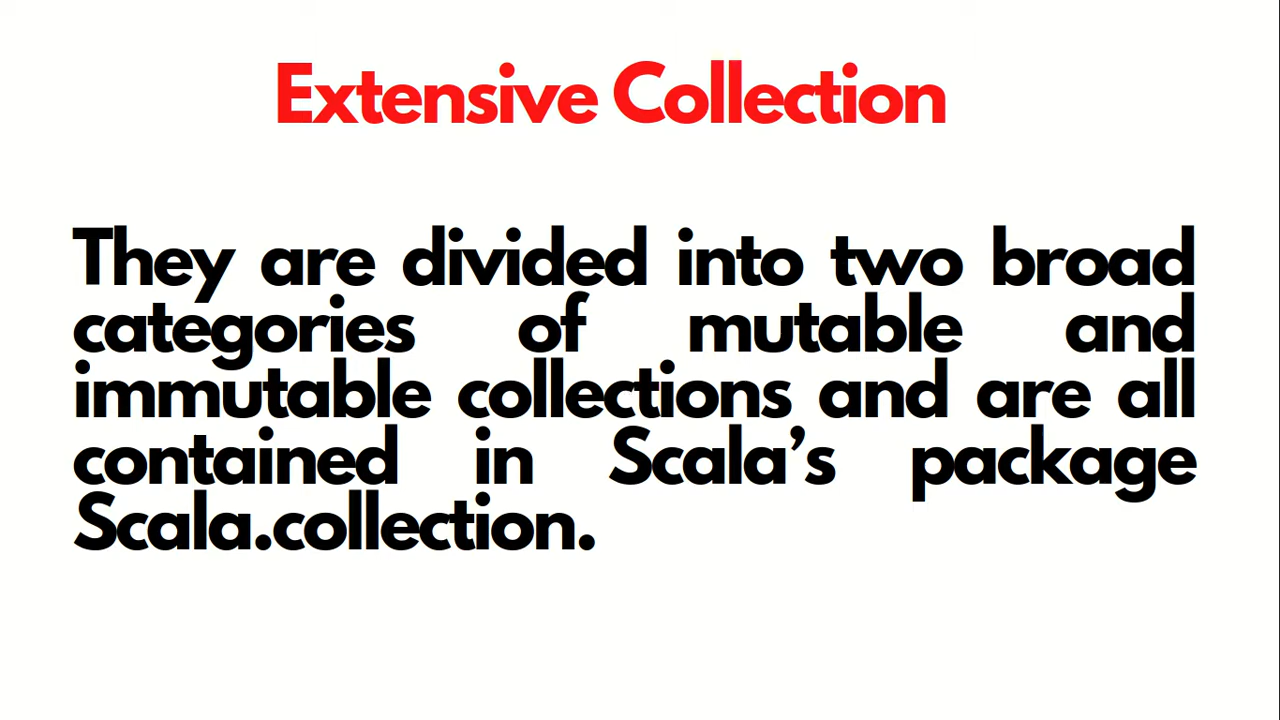 Extensive Collection
They are divided into two broad
categories of mutable and
immutable collections and are all
contained in Scala’s package
Scala.collection.